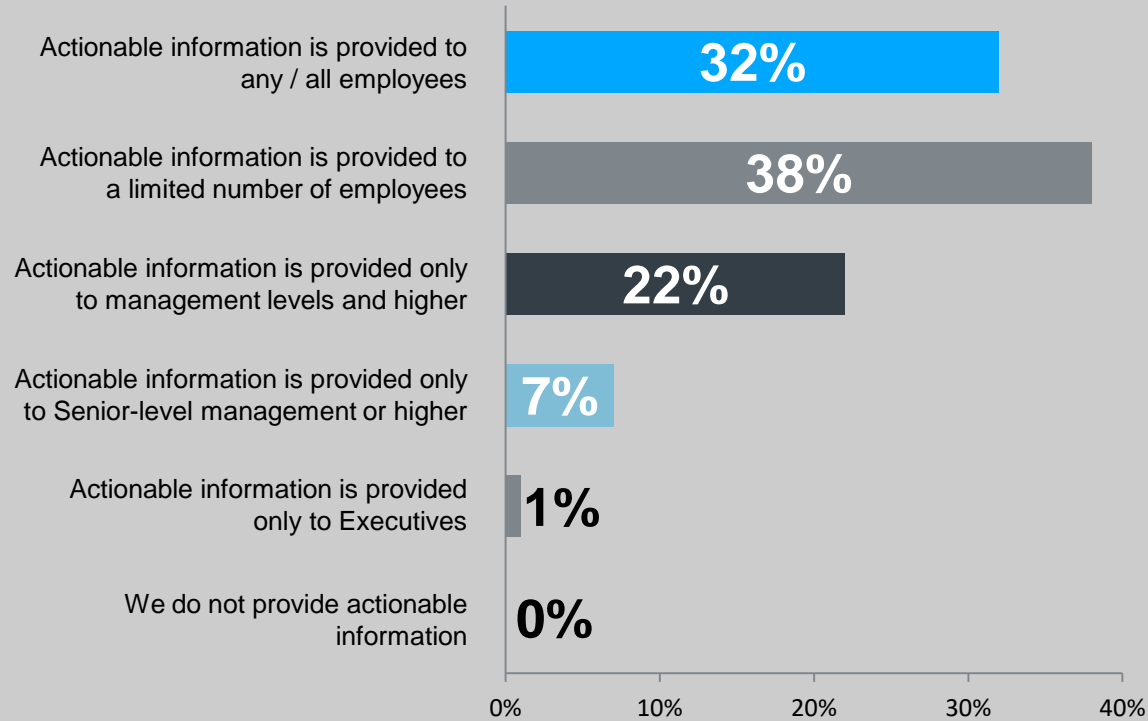 Actionable information is provided to
any / all employees
32%
Actionable information is provided to
a limited number of employees
38%
Actionable information is provided only
to management levels and higher
22%
Actionable information is provided only
to Senior-level management or higher
7%
Actionable information is provided
only to Executives
1%
We do not provide actionable
information
0%
0% 10% 20% 30% 40%